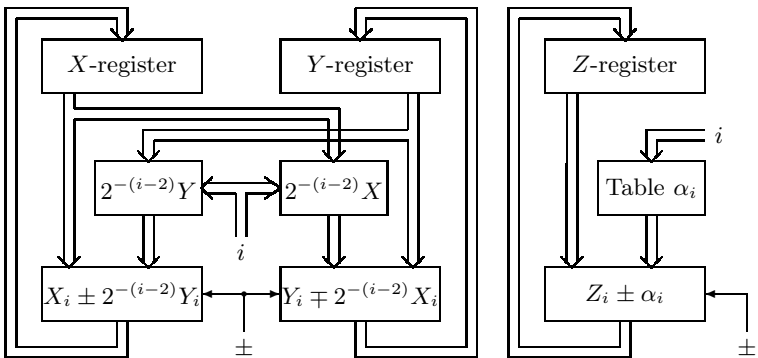 X-register Y-register Z-register
i
2^{-(i-2)}Y 2^{-(i-2)}X Table α_i
i
X_i ± 2^{-(i-2)}Y_i Y_i ∓ 2^{-(i-2)}X_i Z_i ± α_i
± ±